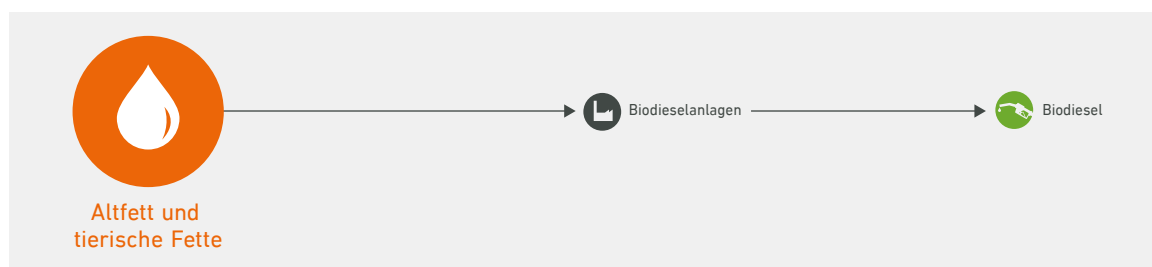 Biodieselanlagen
Biodiesel
Altfett und
tierische Fette